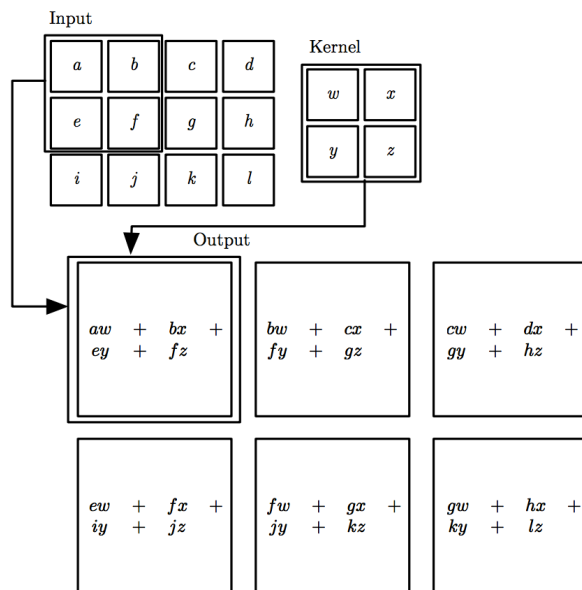 Input
Kernel
a b c d
w x
e f g h
y z
i j k l
Output
aw + bx +
ey + fz
bw + cx +
fy + gz
cw + dx +
gy + hz
ew + fx +
iy + jz
fw + gx +
jy + kz
gw + hx +
ky + lz